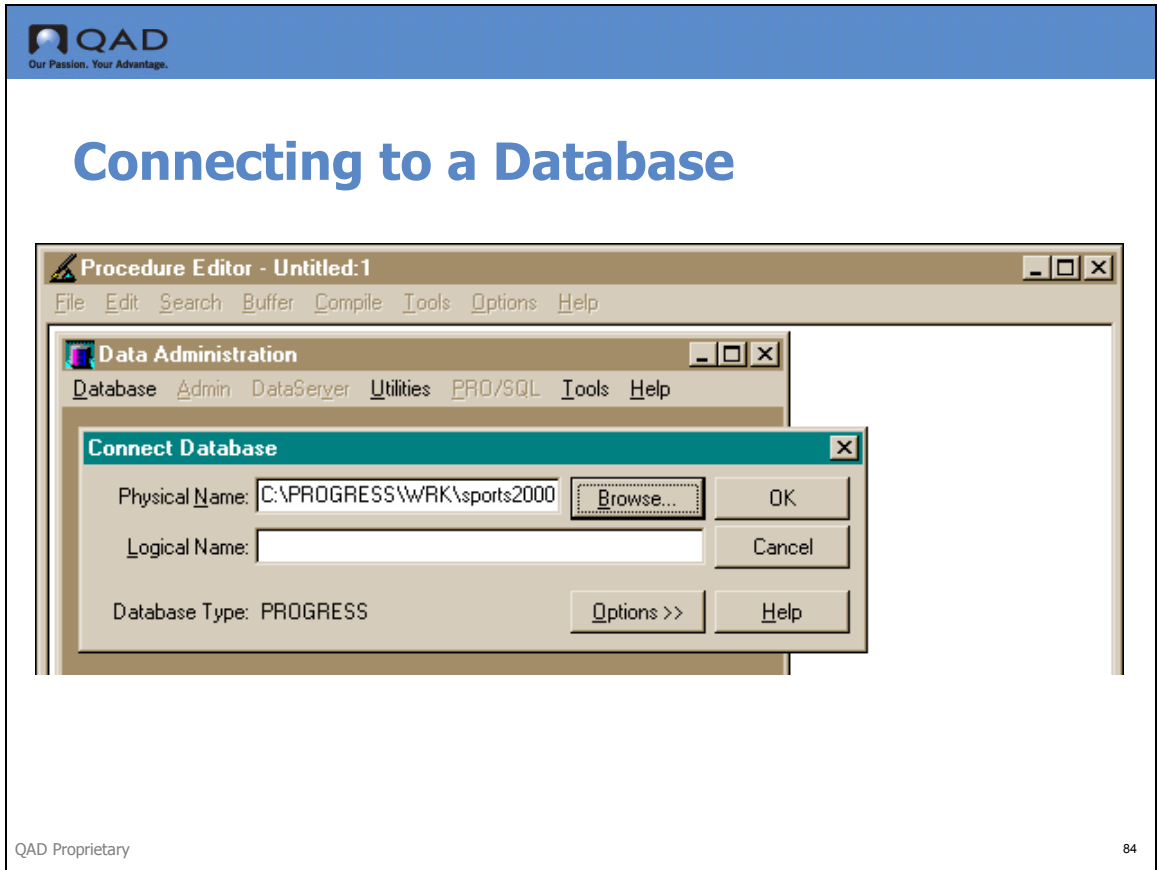 QAD
Our Passion. Your Advantage.
Connecting to a Database
Procedure Editor - Untitled:1
File Edit Search Buffer Compile Tools Options Help
Data Administration
Database Admin DataServer Utilities PRO/SQL Tools Help
Connect Database
Physical Name: C:\PROGRESS\WRK\sports2000 Browse... OK
Logical Name: Cancel
Database Type: PROGRESS Options >> Help
QAD Proprietary 84